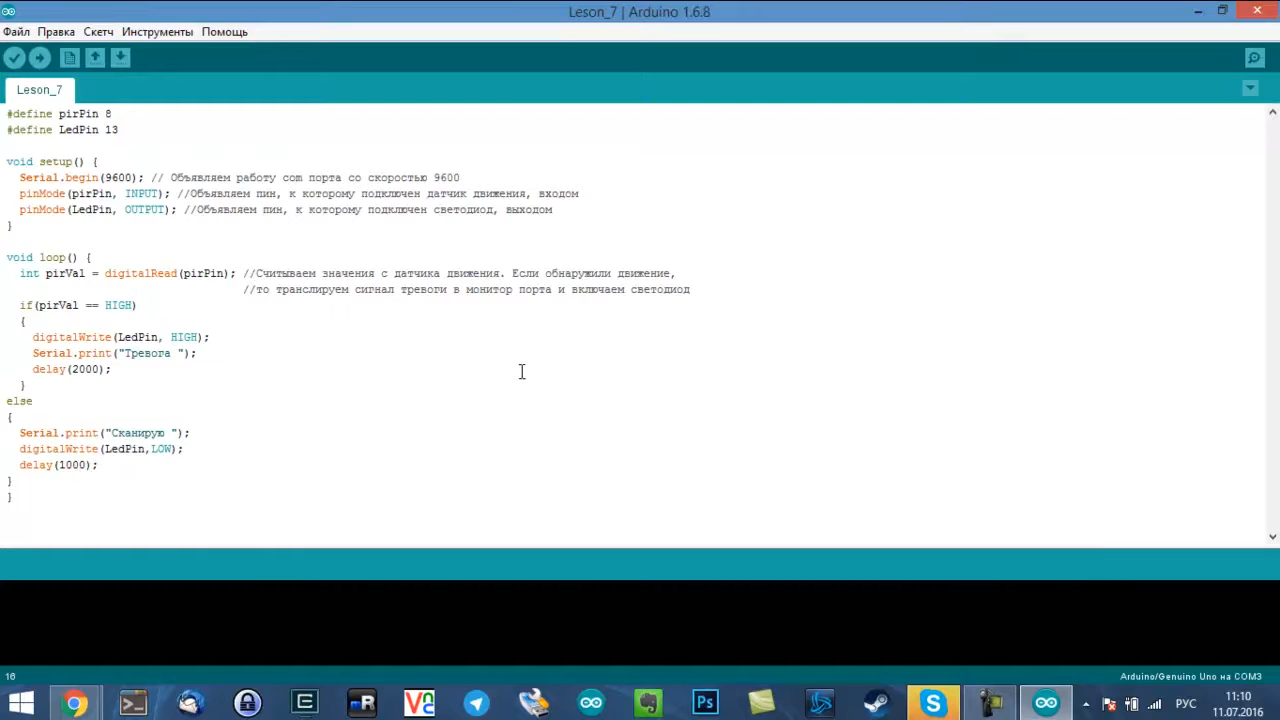 Leson_7 | Arduino 1.6.8
Файл Правка Скетч Инструменты Помощь
Leson_7
#define pirPin 8
#define LedPin 13
void setup() {
Serial.begin(9600); // Объявляем работу com порта со скоростью 9600
pinMode(pirPin, INPUT); //Объявляем пин, к которому подключен датчик движения, входом
pinMode(LedPin, OUTPUT); //Объявляем пин, к которому подключен светодиод, выходом
}
void loop() {
int pirVal = digitalRead(pirPin); //Считываем значения с датчика движения. Если обнаружили движение,
//то транслируем сигнал тревоги в монитор порта и включаем светодиод
if(pirVal == HIGH)
{
digitalWrite(LedPin, HIGH);
Serial.print("Тревога ");
delay(2000);
}
else
{
Serial.print("Сканирую ");
digitalWrite(LedPin,LOW);
delay(1000);
}
}
18
Arduino/Genuino Uno на COM3
R
VNC
Ps
РУС
11:10
11.07.2016